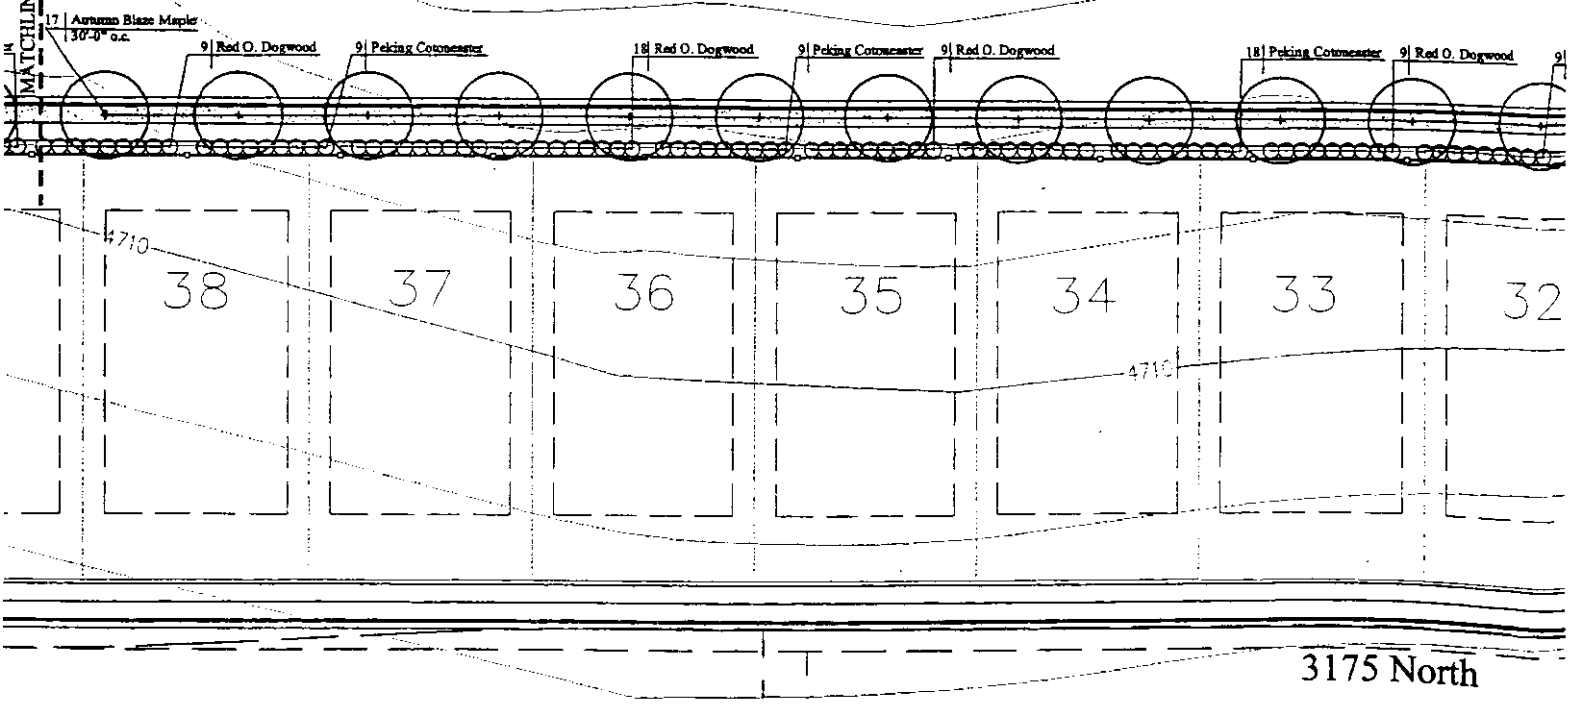 MATCHLIN
17 Autumn Blaze Maple
30'-0" o.c.
9 Red O. Dogwood
9 Peking Cotoneaster
18 Red O. Dogwood
9 Peking Cotoneaster
9 Red O. Dogwood
18 Peking Cotoneaster
9 Red O. Dogwood
9
4710
38
37
36
35
34
33
32
4710
3175 North